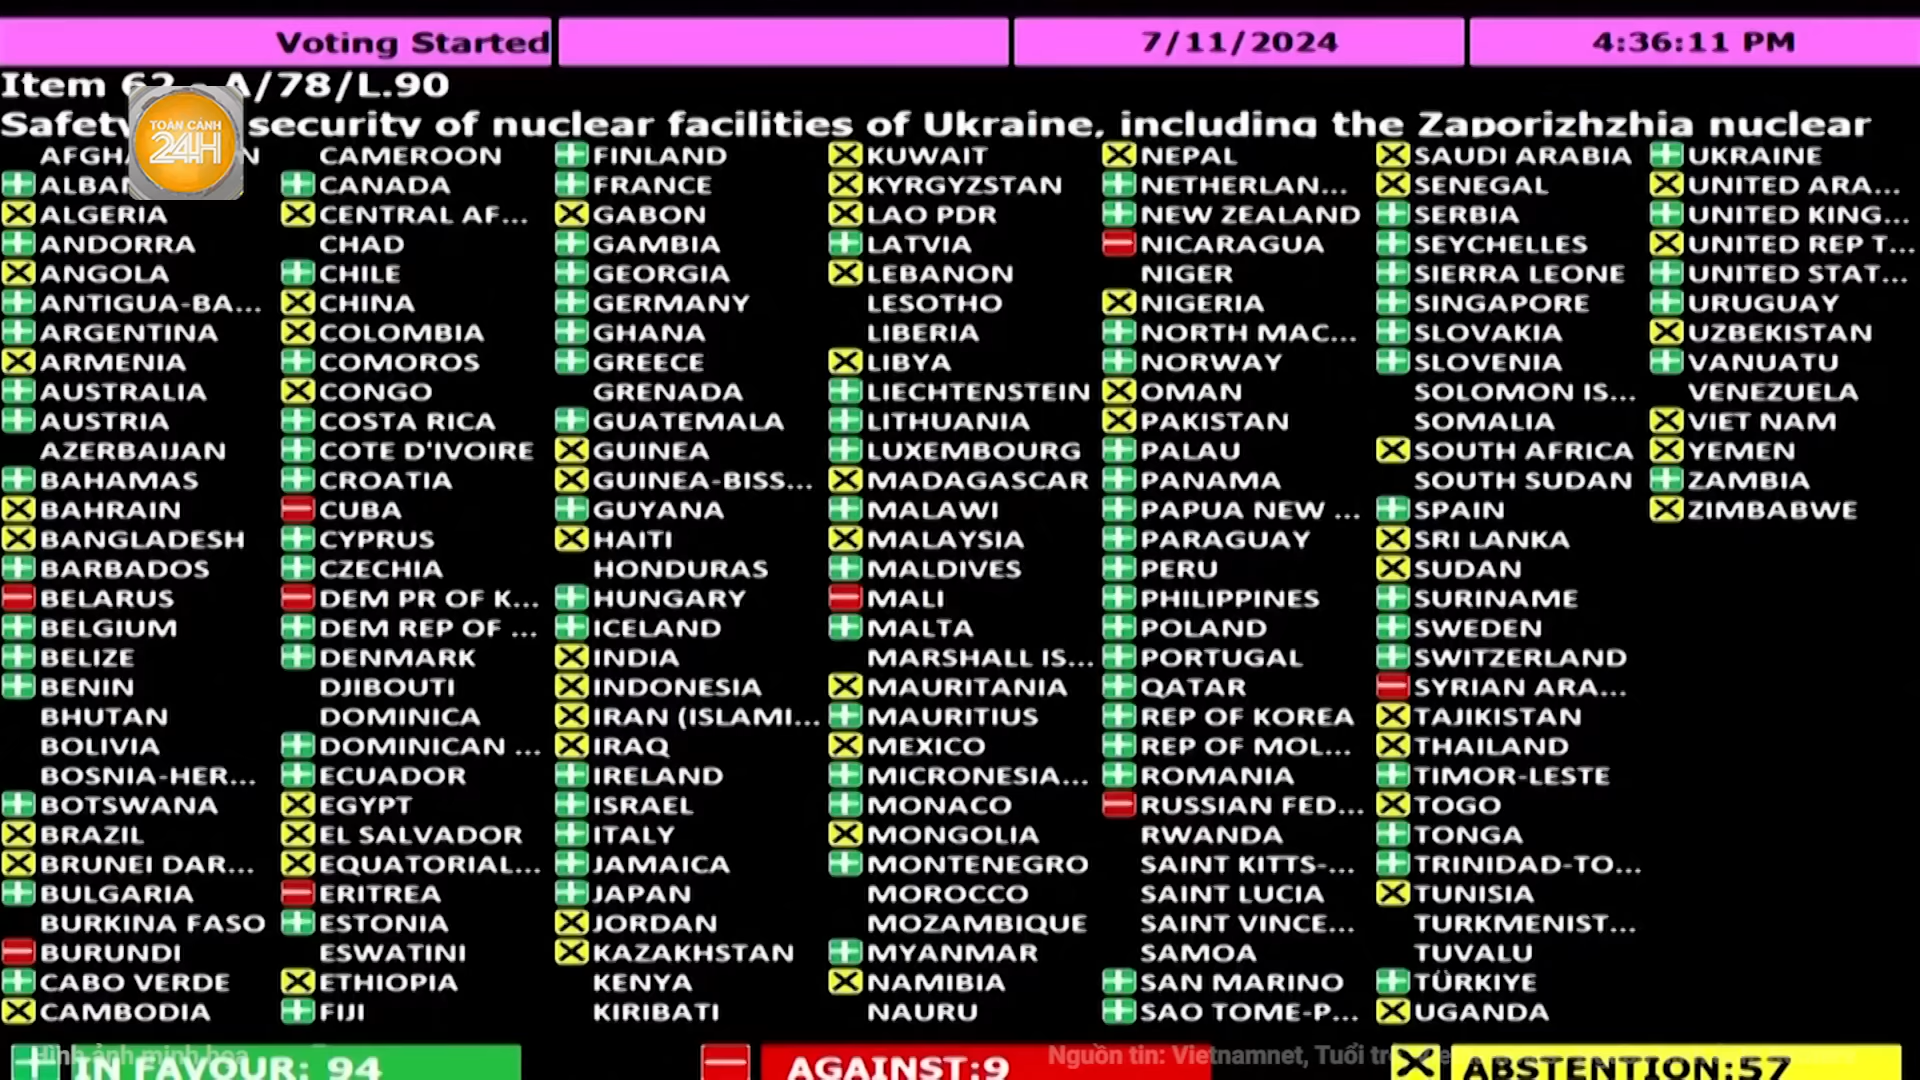 Voting Started 7/11/2024 4:36:11 PM
Item 62 - A/78/L.90
Safety security of nuclear facilities of Ukraine, including the Zaporizhzhia nuclear
TOÀN CẢNH
24H
CAMEROON FINLAND KUWAIT NEPAL SAUDI ARABIA UKRAINE
CANADA FRANCE KYRGYZSTAN NETHERLAN... SENEGAL UNITED ARA...
ALGERIA CENTRAL AF... GABON LAO PDR NEW ZEALAND SERBIA UNITED KING...
ANDORRA CHAD GAMBIA LATVIA NICARAGUA SEYCHELLES UNITED REP T...
ANGOLA CHILE GEORGIA LEBANON NIGER SIERRA LEONE UNITED STAT...
ANTIGUA-BA... CHINA GERMANY LESOTHO NIGERIA SINGAPORE URUGUAY
ARGENTINA COLOMBIA GHANA LIBERIA NORTH MAC... SLOVAKIA UZBEKISTAN
ARMENIA COMOROS GREECE LIBYA NORWAY SLOVENIA VANUATU
AUSTRALIA CONGO GRENADA LIECHTENSTEIN OMAN SOLOMON IS... VENEZUELA
AUSTRIA COSTA RICA GUATEMALA LITHUANIA PAKISTAN SOMALIA VIET NAM
AZERBAIJAN COTE D'IVOIRE GUINEA LUXEMBOURG PALAU SOUTH AFRICA YEMEN
BAHAMAS CROATIA GUINEA-BISS... MADAGASCAR PANAMA SOUTH SUDAN ZAMBIA
BAHRAIN CUBA GUYANA MALAWI PAPUA NEW ... SPAIN ZIMBABWE
BANGLADESH CYPRUS HAITI MALAYSIA PARAGUAY SRI LANKA
BARBADOS CZECHIA HONDURAS MALDIVES PERU SUDAN
BELARUS DEM PR OF K... HUNGARY MALI PHILIPPINES SURINAME
BELGIUM DEM REP OF ... ICELAND MALTA POLAND SWEDEN
BELIZE DENMARK INDIA MARSHALL IS... PORTUGAL SWITZERLAND
BENIN DJIBOUTI INDONESIA MAURITANIA QATAR SYRIAN ARA...
BHUTAN DOMINICA IRAN (ISLAMI... MAURITIUS REP OF KOREA TAJIKISTAN
BOLIVIA DOMINICAN ... IRAQ MEXICO REP OF MOL... THAILAND
BOSNIA-HER... ECUADOR IRELAND MICRONESIA... ROMANIA TIMOR-LESTE
BOTSWANA EGYPT ISRAEL MONACO RUSSIAN FED... TOGO
BRAZIL EL SALVADOR ITALY MONGOLIA RWANDA TONGA
BRUNEI DAR... EQUATORIAL... JAMAICA MONTENEGRO SAINT KITTS-... TRINIDAD-TO...
BULGARIA ERITREA JAPAN MOROCCO SAINT LUCIA TUNISIA
BURKINA FASO ESTONIA JORDAN MOZAMBIQUE SAINT VINCE... TURKMENIST...
BURUNDI ESWATINI KAZAKHSTAN MYANMAR SAMOA TUVALU
CABO VERDE ETHIOPIA KENYA NAMIBIA SAN MARINO TÜRKIYE
CAMBODIA FIJI KIRIBATI NAURU SAO TOME-P... UGANDA
Hình ảnh minh họa Nguồn tin: Vietnamnet, Tuổi
IN FAVOUR: 94 AGAINST:9 ABSTENTION:57